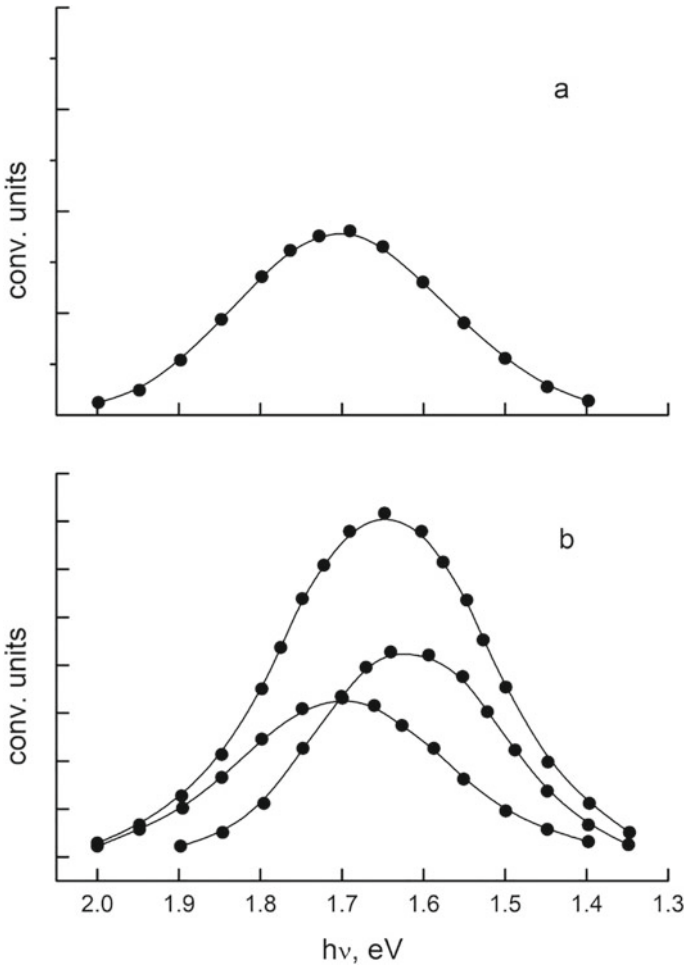 a
conv. units
b
conv. units
2.0 1.9 1.8 1.7 1.6 1.5 1.4 1.3
hν, eV